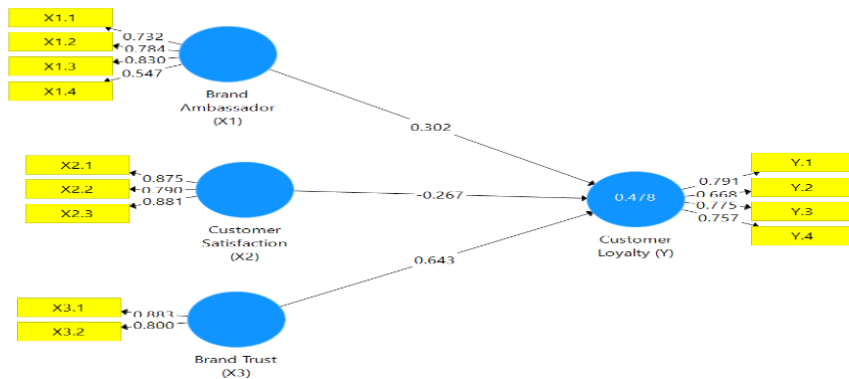 X1.1
X1.2
X1.3
X1.4
0.732
0.784
0.830
0.547
Brand
Ambassador
(X1)
0.302
X2.1
X2.2
X2.3
0.875
0.790
0.881
Customer
Satisfaction
(X2)
-0.267
X3.1
X3.2
0.883
0.800
Brand Trust
(X3)
0.643
0.478
Customer
Loyalty (Y)
0.791
0.668
0.775
0.757
Y.1
Y.2
Y.3
Y.4